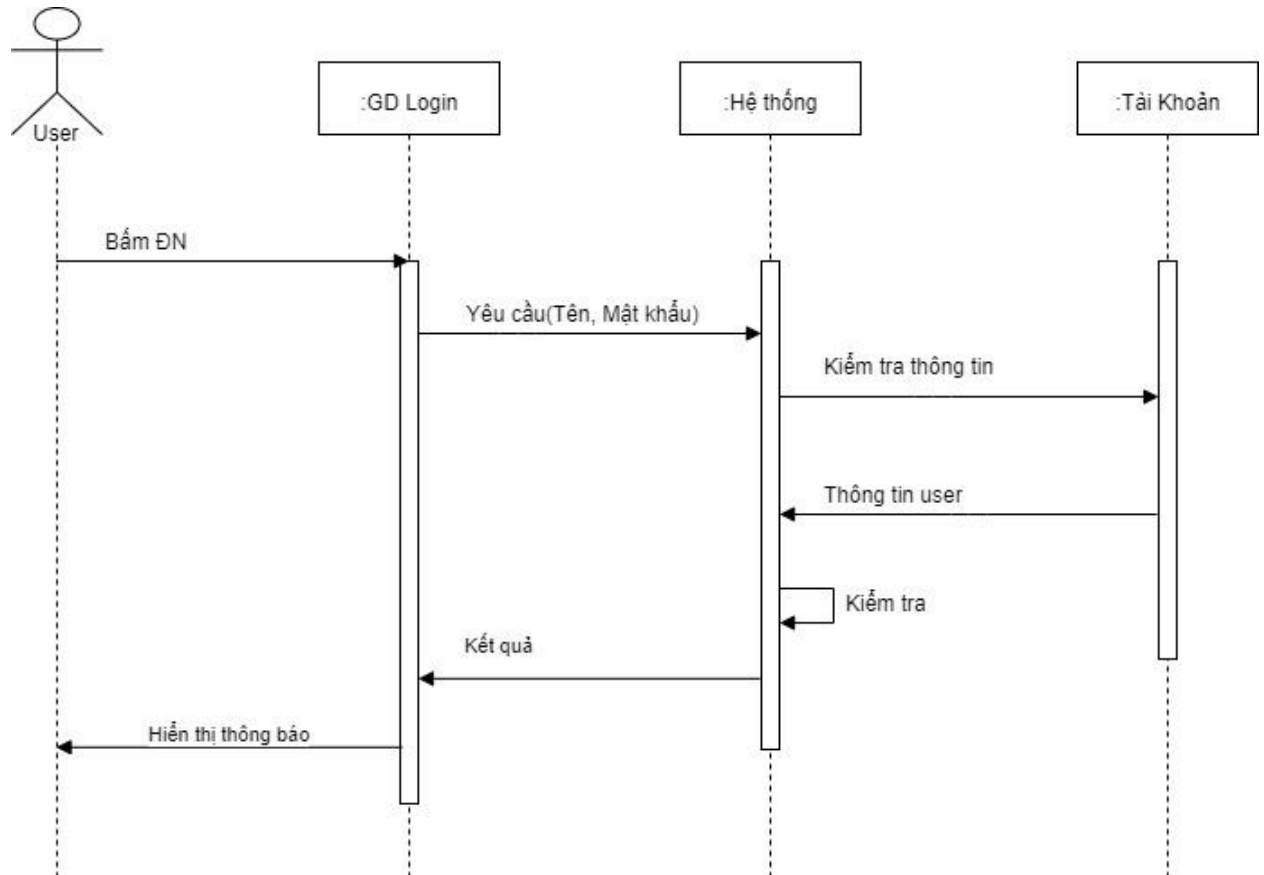 User
:GD Login
:Hệ thống
:Tài Khoản
Bấm ĐN
Yêu cầu(Tên, Mật khẩu)
Kiểm tra thông tin
Thông tin user
Kiểm tra
Kết quả
Hiển thị thông báo